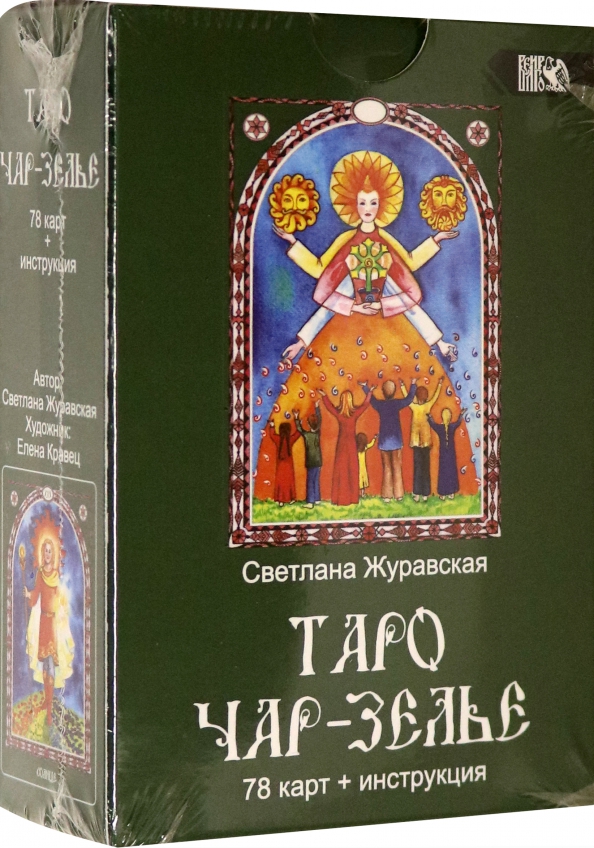 ТАРО
ЧАР-ЗЕЛЬЕ
78 карт
+
инструкция
Автор:
Светлана Журавская
Художник:
Елена Кравец
ВЕЛИГОР
Светлана Журавская
ТАРО
ЧАР-ЗЕЛЬЕ
78 карт + инструкция